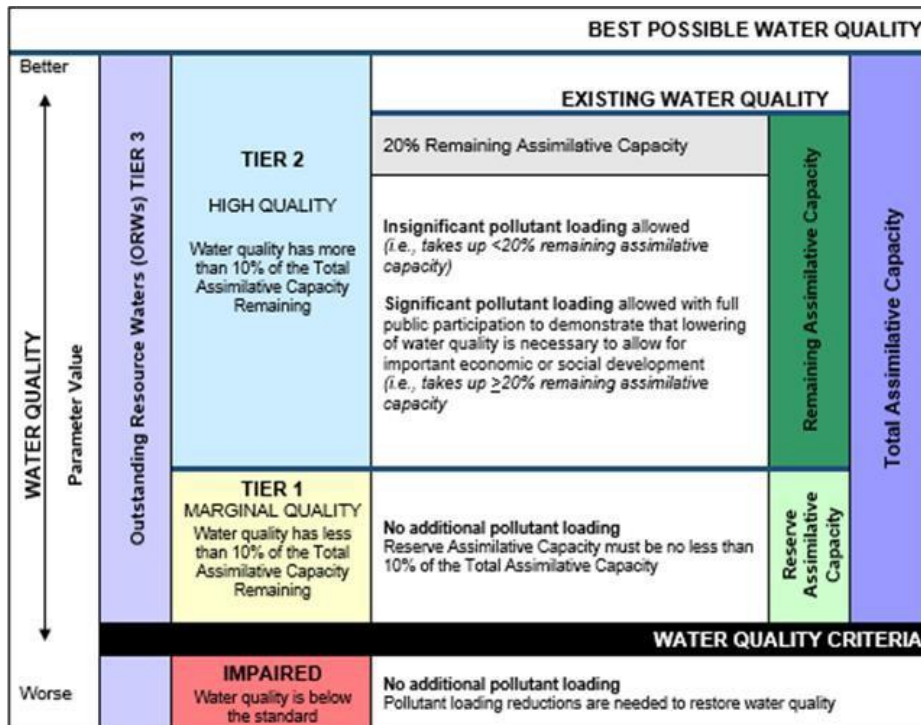 BEST POSSIBLE WATER QUALITY
Better
WATER QUALITY
Parameter Value
Worse
Outstanding Resource Waters (ORWs) TIER 3
TIER 2
HIGH QUALITY
Water quality has more
than 10% of the Total
Assimilative Capacity
Remaining
EXISTING WATER QUALITY
20% Remaining Assimilative Capacity
Insignificant pollutant loading allowed
(i.e., takes up <20% remaining assimilative
capacity)
Significant pollutant loading allowed with full
public participation to demonstrate that lowering
of water quality is necessary to allow for
important economic or social development
(i.e., takes up ≥20% remaining assimilative
capacity
Remaining Assimilative Capacity
Total Assimilative Capacity
TIER 1
MARGINAL QUALITY
Water quality has less
than 10% of the Total
Assimilative Capacity
Remaining
No additional pollutant loading
Reserve Assimilative Capacity must be no less than
10% of the Total Assimilative Capacity
Reserve
Assimilative
Capacity
WATER QUALITY CRITERIA
IMPAIRED
Water quality is below
the standard
No additional pollutant loading
Pollutant loading reductions are needed to restore water quality